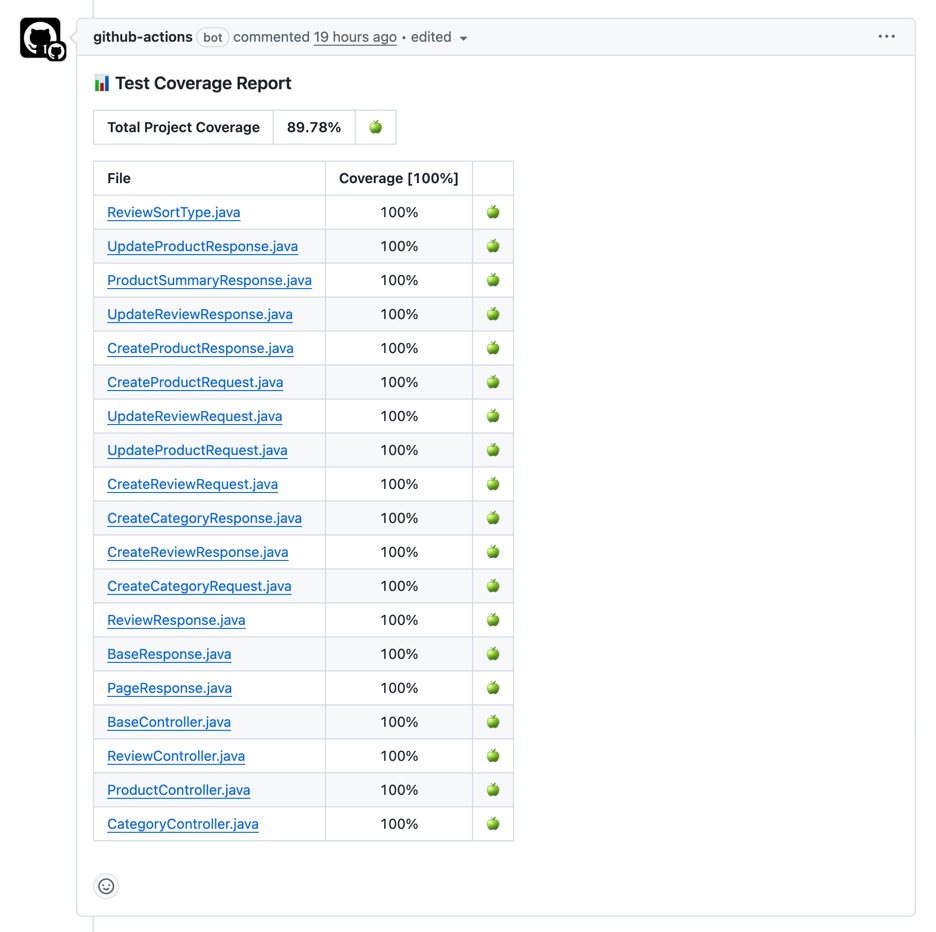 github-actions bot commented 19 hours ago • edited
Test Coverage Report
Total Project Coverage 89.78%
File Coverage [100%]
ReviewSortType.java 100%
UpdateProductResponse.java 100%
ProductSummaryResponse.java 100%
UpdateReviewResponse.java 100%
CreateProductResponse.java 100%
CreateProductRequest.java 100%
UpdateReviewRequest.java 100%
UpdateProductRequest.java 100%
CreateReviewRequest.java 100%
CreateCategoryResponse.java 100%
CreateReviewResponse.java 100%
CreateCategoryRequest.java 100%
ReviewResponse.java 100%
BaseResponse.java 100%
PageResponse.java 100%
BaseController.java 100%
ReviewController.java 100%
ProductController.java 100%
CategoryController.java 100%